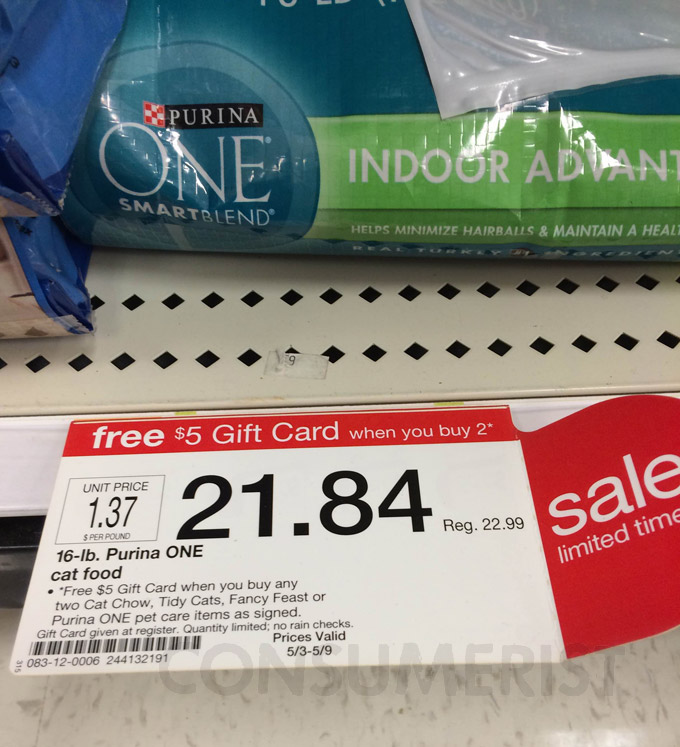 PURINA
ONE®
SMARTBLEND®
INDOOR ADVANT
HELPS MINIMIZE HAIRBALLS & MAINTAIN A HEALT
REAL TURKEY
9
free $5 Gift Card when you buy 2*
UNIT PRICE
1.37
$ PER POUND
21.84
Reg. 22.99
sale
limited time
16-lb. Purina ONE
cat food
• *Free $5 Gift Card when you buy any
two Cat Chow, Tidy Cats, Fancy Feast or
Purina ONE pet care items as signed.
Gift Card given at register. Quantity limited; no rain checks.
Prices Valid
5/3-5/9
315
083-12-0006 244132191
CONSUMERIST